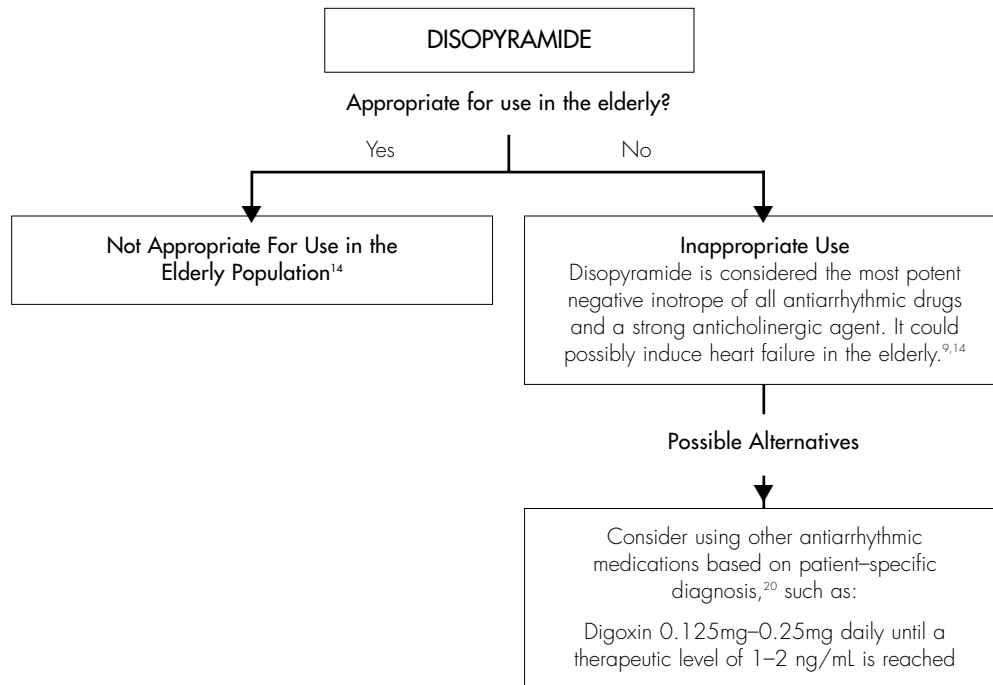 DISOPYRAMIDE
Appropriate for use in the elderly?
Yes
No
Not Appropriate For Use in the
Elderly Population¹⁴
Inappropriate Use
Disopyramide is considered the most potent
negative inotrope of all antiarrhythmic drugs
and a strong anticholinergic agent. It could
possibly induce heart failure in the elderly.⁹,¹⁴
Possible Alternatives
Consider using other antiarrhythmic
medications based on patient–specific
diagnosis,²⁰ such as:
Digoxin 0.125mg–0.25mg daily until a
therapeutic level of 1–2 ng/mL is reached